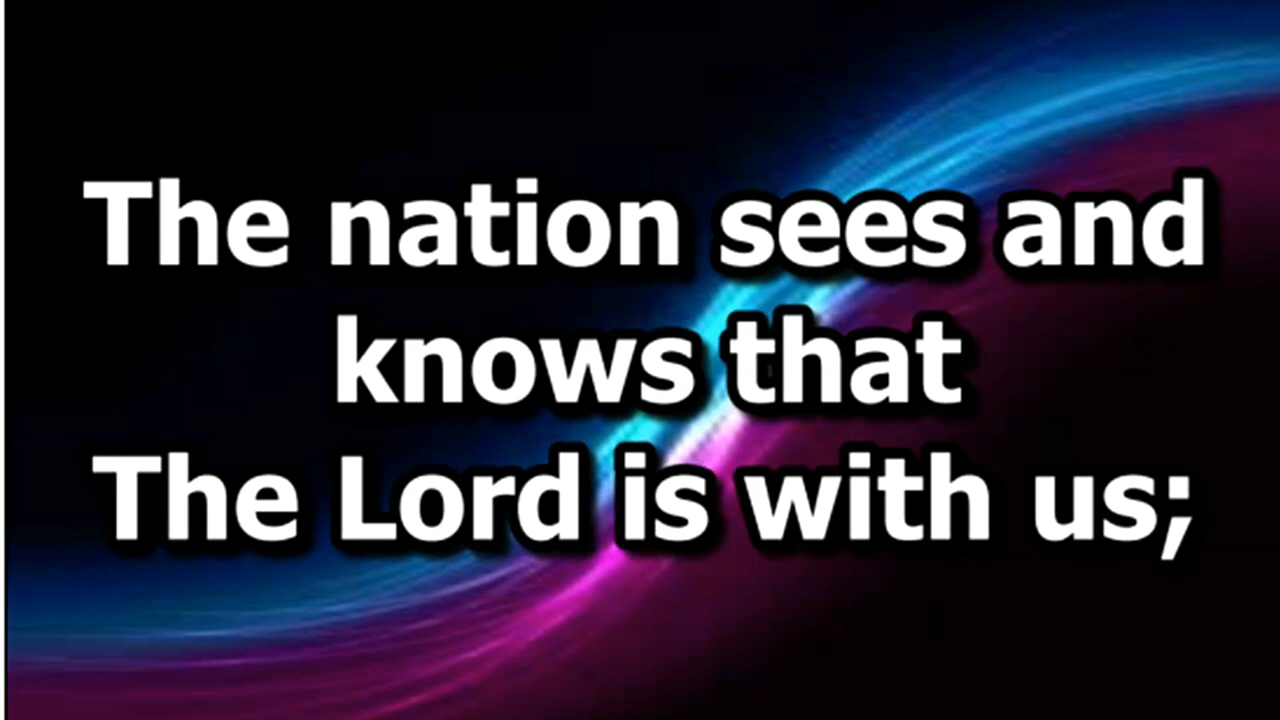 The nation sees and
knows that
The Lord is with us;